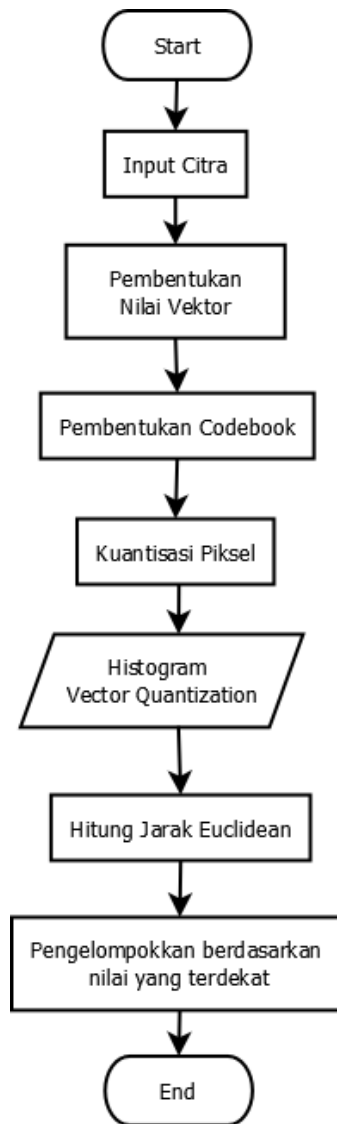 Start
Input Citra
Pembentukan
Nilai Vektor
Pembentukan Codebook
Kuantisasi Piksel
Histogram
Vector Quantization
Hitung Jarak Euclidean
Pengelompokkan berdasarkan
nilai yang terdekat
End